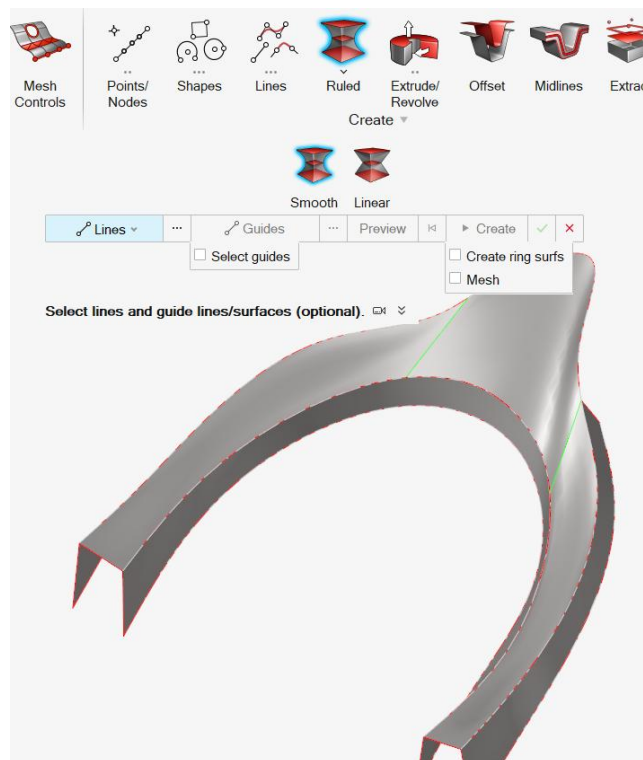 Mesh Controls
Points/ Nodes
Shapes
Lines
Ruled
Extrude/ Revolve
Offset
Midlines
Extrac
Create
Smooth
Linear
Lines
Guides
Preview
Create
Select guides
Create ring surfs
Mesh
Select lines and guide lines/surfaces (optional).